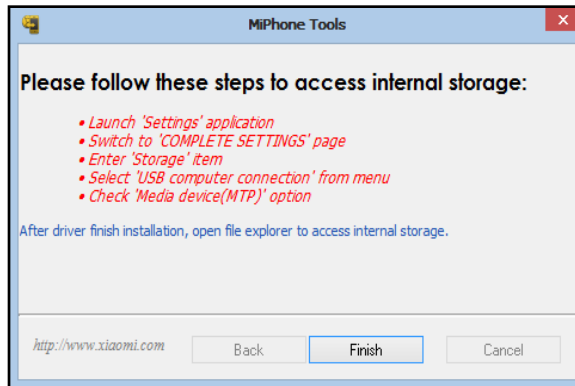 MiPhone Tools
Please follow these steps to access internal storage:
• Launch 'Settings' application
• Switch to 'COMPLETE SETTINGS' page
• Enter 'Storage' item
• Select 'USB computer connection' from menu
• Check 'Media device(MTP)' option
After driver finish installation, open file explorer to access internal storage.
http://www.xiaomi.com
Back
Finish
Cancel